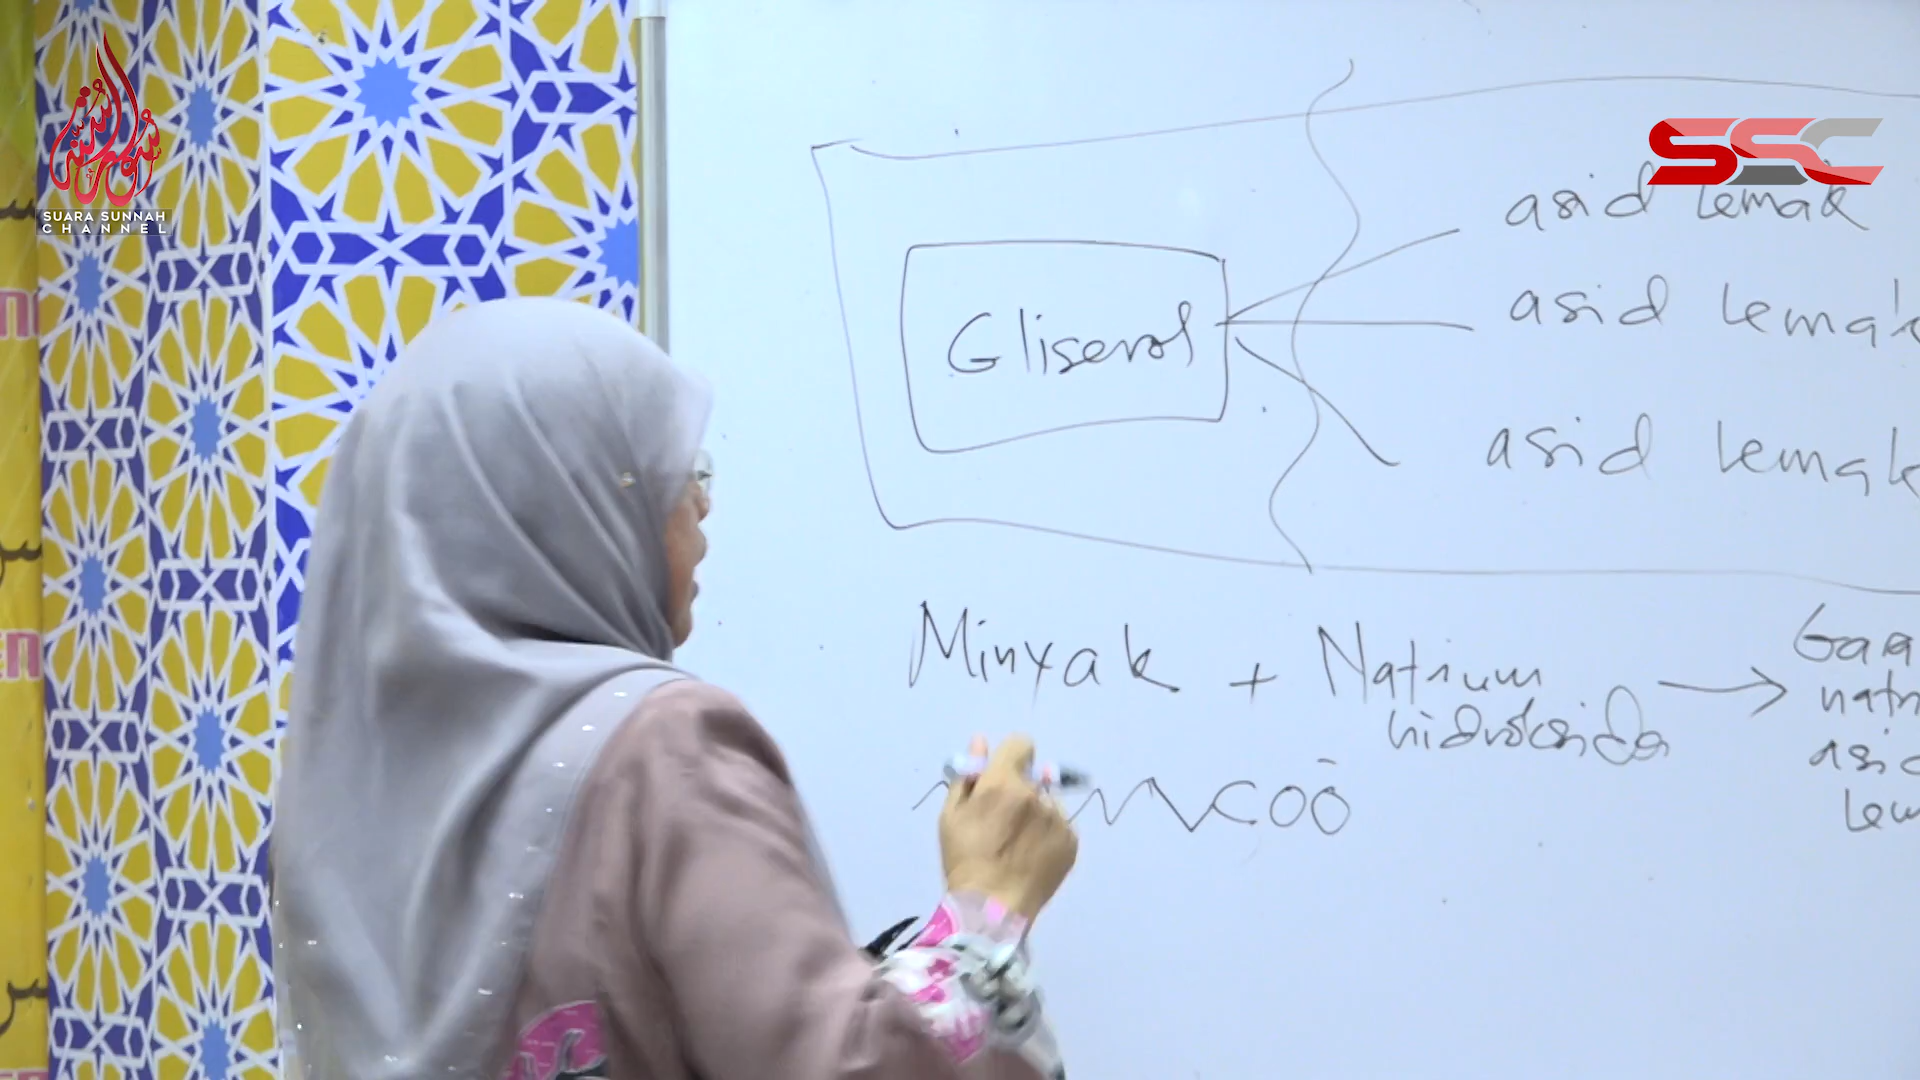 SUARA SUNNAH
CHANNEL
SSC
asid lemak
asid lemak
asid lemak
Gliserol
Minyak + Natrium hidroksida →
COO⁻